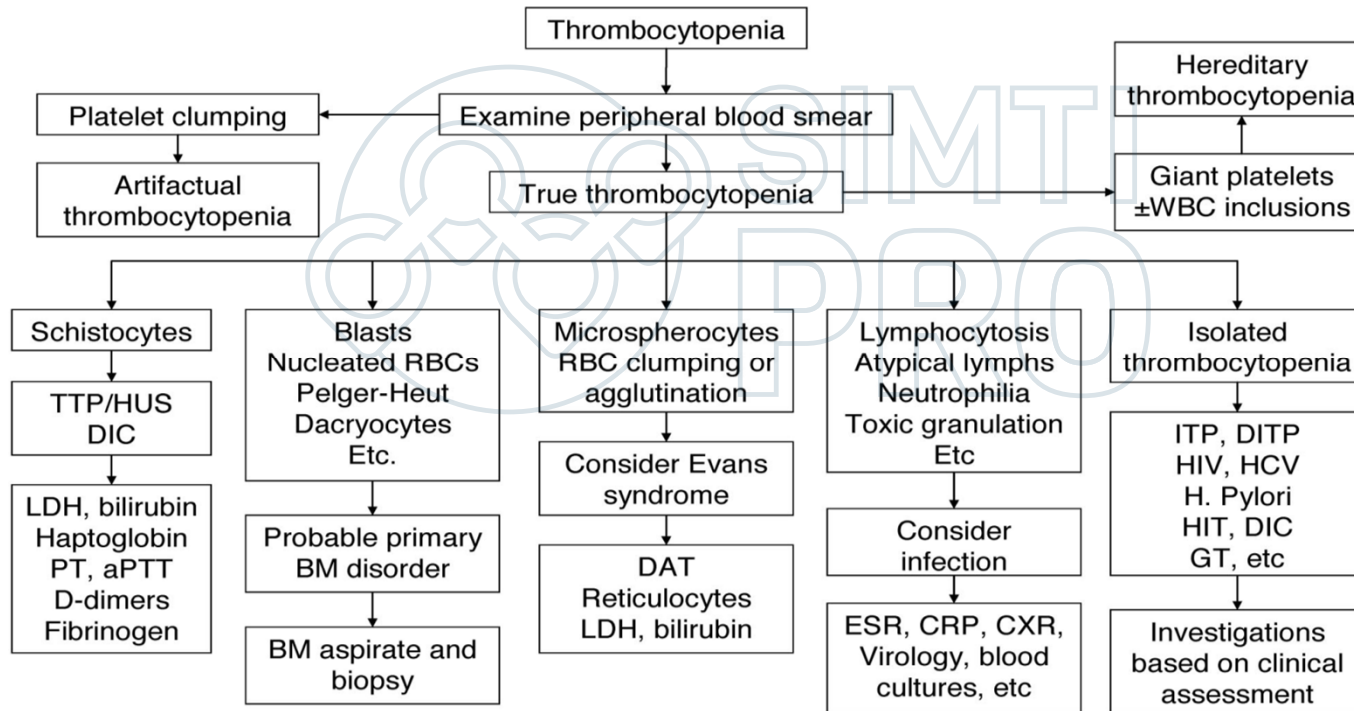 Thrombocytopenia
Hereditary
thrombocytopenia
Platelet clumping
Examine peripheral blood smear
Artifactual
thrombocytopenia
True thrombocytopenia
Giant platelets
±WBC inclusions
SIMTI
PRO
Schistocytes
TTP/HUS
DIC
LDH, bilirubin
Haptoglobin
PT, aPTT
D-dimers
Fibrinogen
Blasts
Nucleated RBCs
Pelger-Heut
Dacryocytes
Etc.
Probable primary
BM disorder
BM aspirate and
biopsy
Microspherocytes
RBC clumping or
agglutination
Consider Evans
syndrome
DAT
Reticulocytes
LDH, bilirubin
Lymphocytosis
Atypical lymphs
Neutrophilia
Toxic granulation
Etc
Consider
infection
ESR, CRP, CXR,
Virology, blood
cultures, etc
Isolated
thrombocytopenia
ITP, DITP
HIV, HCV
H. Pylori
HIT, DIC
GT, etc
Investigations
based on clinical
assessment